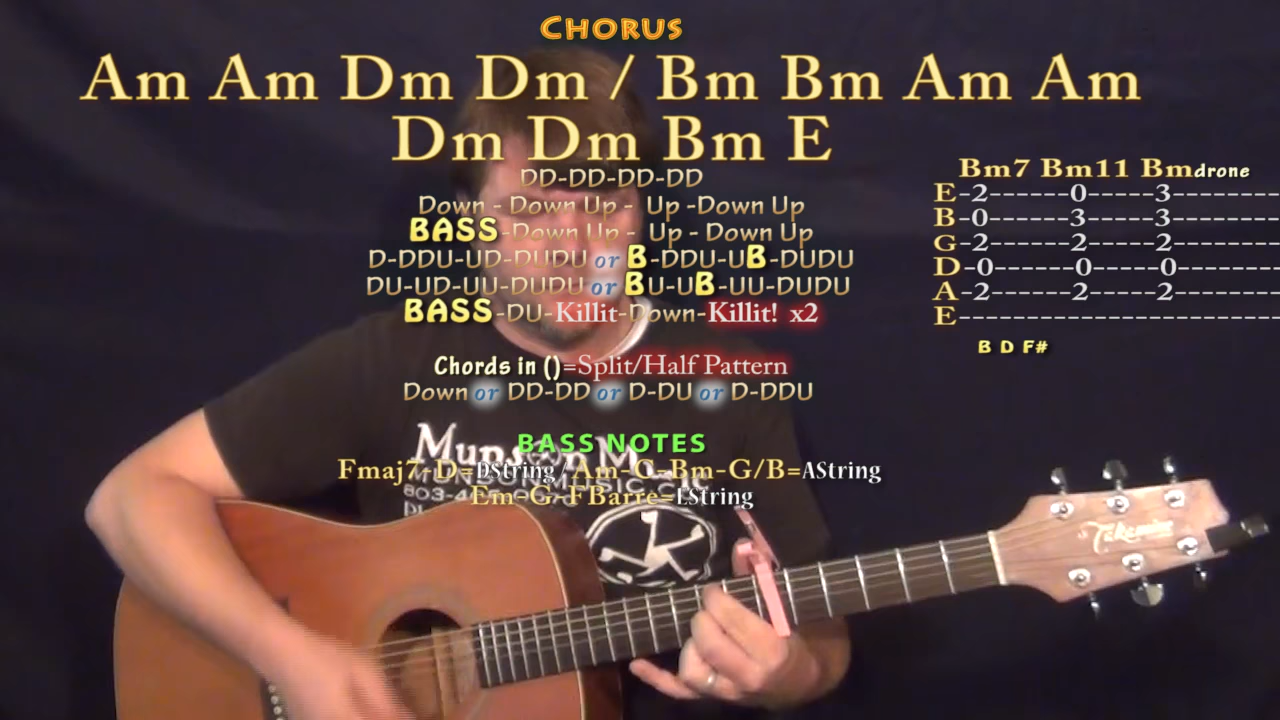 CHORUS
Am Am Dm Dm / Bm Bm Am Am
Dm Dm Bm E
DD-DD-DD-DD
Down - Down Up - Up -Down Up
BASS-Down Up - Up - Down Up
D-DDU-UD-DUDU or B-DDU-UB-DUDU
DU-UD-UU-DUDU or BU-UB-UU-DUDU
BASS-DU-Killit-Down-Killit! x2
Chords in ()=Split/Half Pattern
Down or DD-DD or D-DU or D-DDU
BASS NOTES
Fmaj7-D=DString / Am-C-Bm-G/B=AString
Em-G-FBarre=EString
Bm7 Bm11 Bmdrone
E-2------0------3------
B-0------3------3------
G-2------2------2------
D-0------0------0------
A-2------2------2------
E----------------------
B D F#
Munson
Takamine